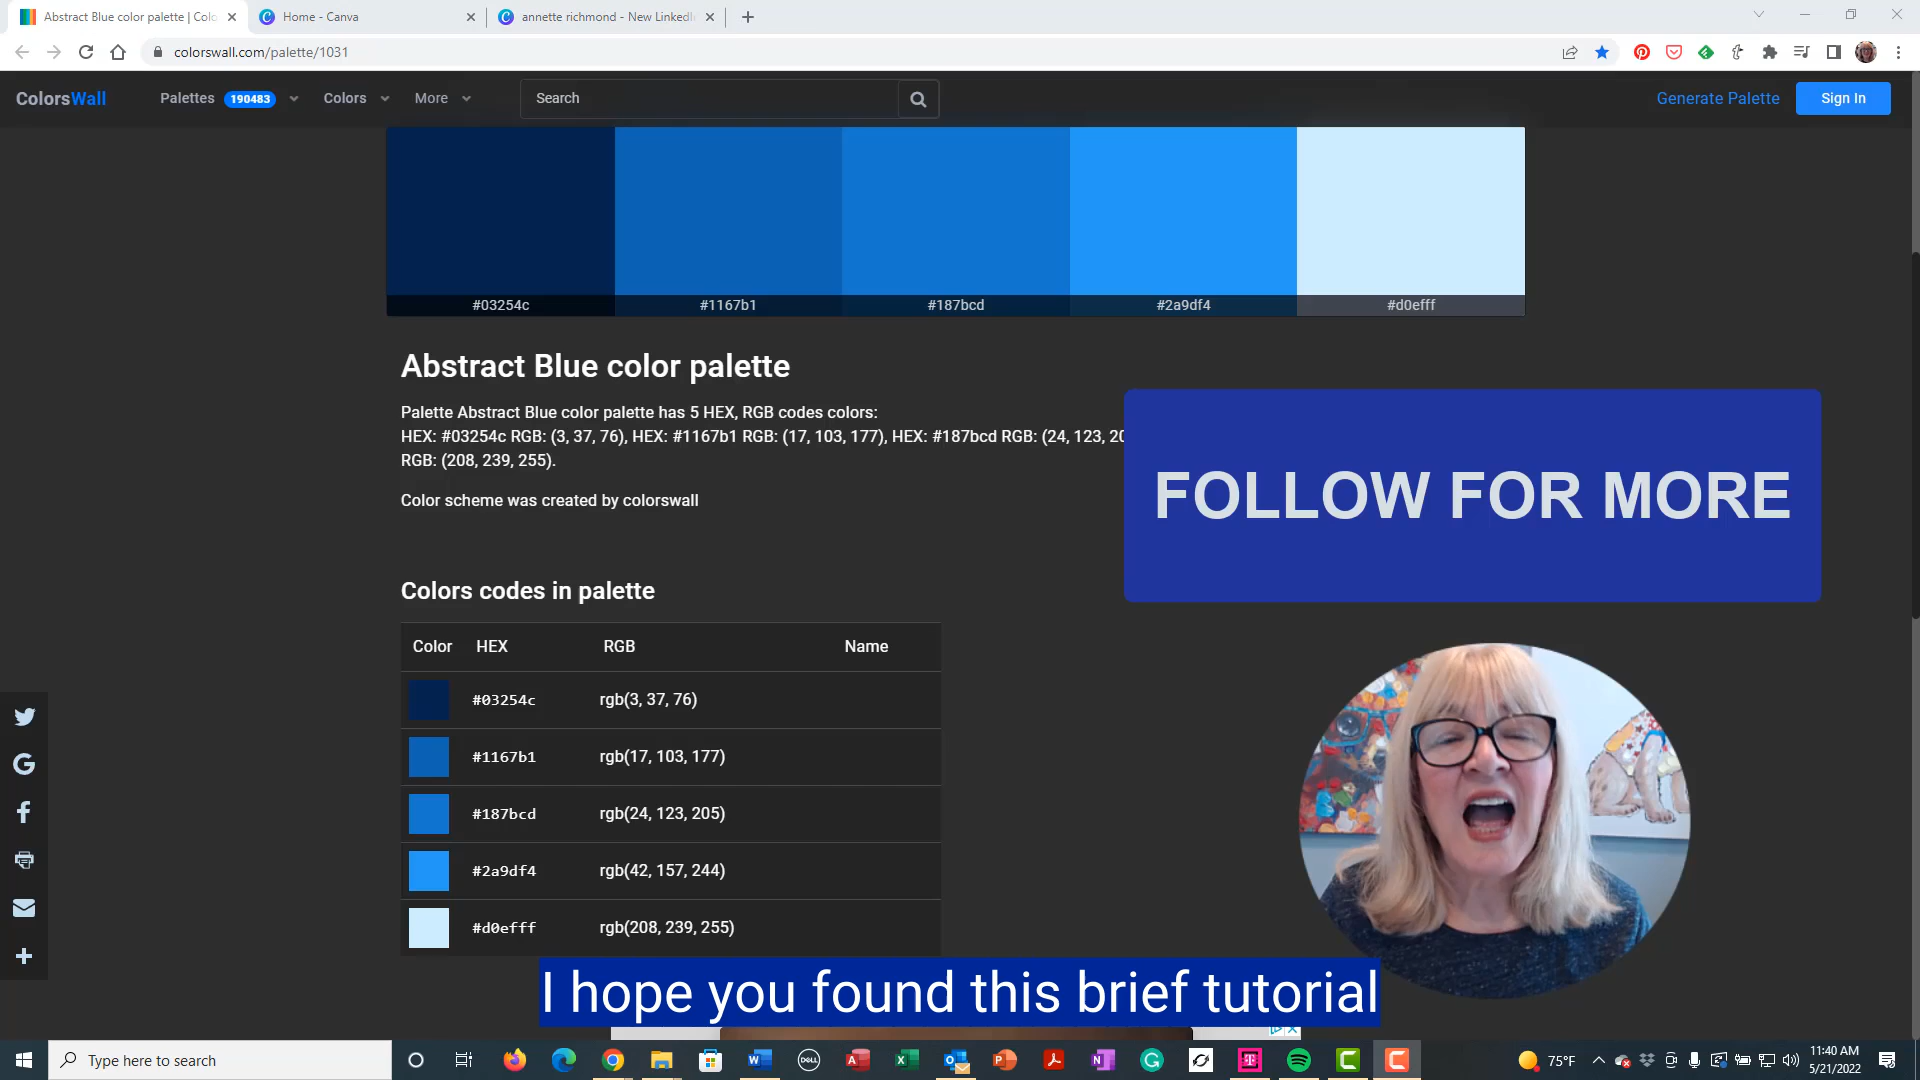 Abstract Blue color palette | Colo
Home - Canva
annette richmond - New LinkedIn
colorswall.com/palette/1031
ColorsWall
Palettes 190483
Colors
More
Search
Generate Palette
Sign In
#03254c
#1167b1
#187bcd
#2a9df4
#d0efff
Abstract Blue color palette
Palette Abstract Blue color palette has 5 HEX, RGB codes colors:
HEX: #03254c RGB: (3, 37, 76), HEX: #1167b1 RGB: (17, 103, 177), HEX: #187bcd RGB: (24, 123, 20
RGB: (208, 239, 255).
Color scheme was created by colorswall
FOLLOW FOR MORE
Colors codes in palette
Color HEX RGB Name
#03254c rgb(3, 37, 76)
#1167b1 rgb(17, 103, 177)
#187bcd rgb(24, 123, 205)
#2a9df4 rgb(42, 157, 244)
#d0efff rgb(208, 239, 255)
I hope you found this brief tutorial
Type here to search
DELL
75°F
11:40 AM
5/21/2022